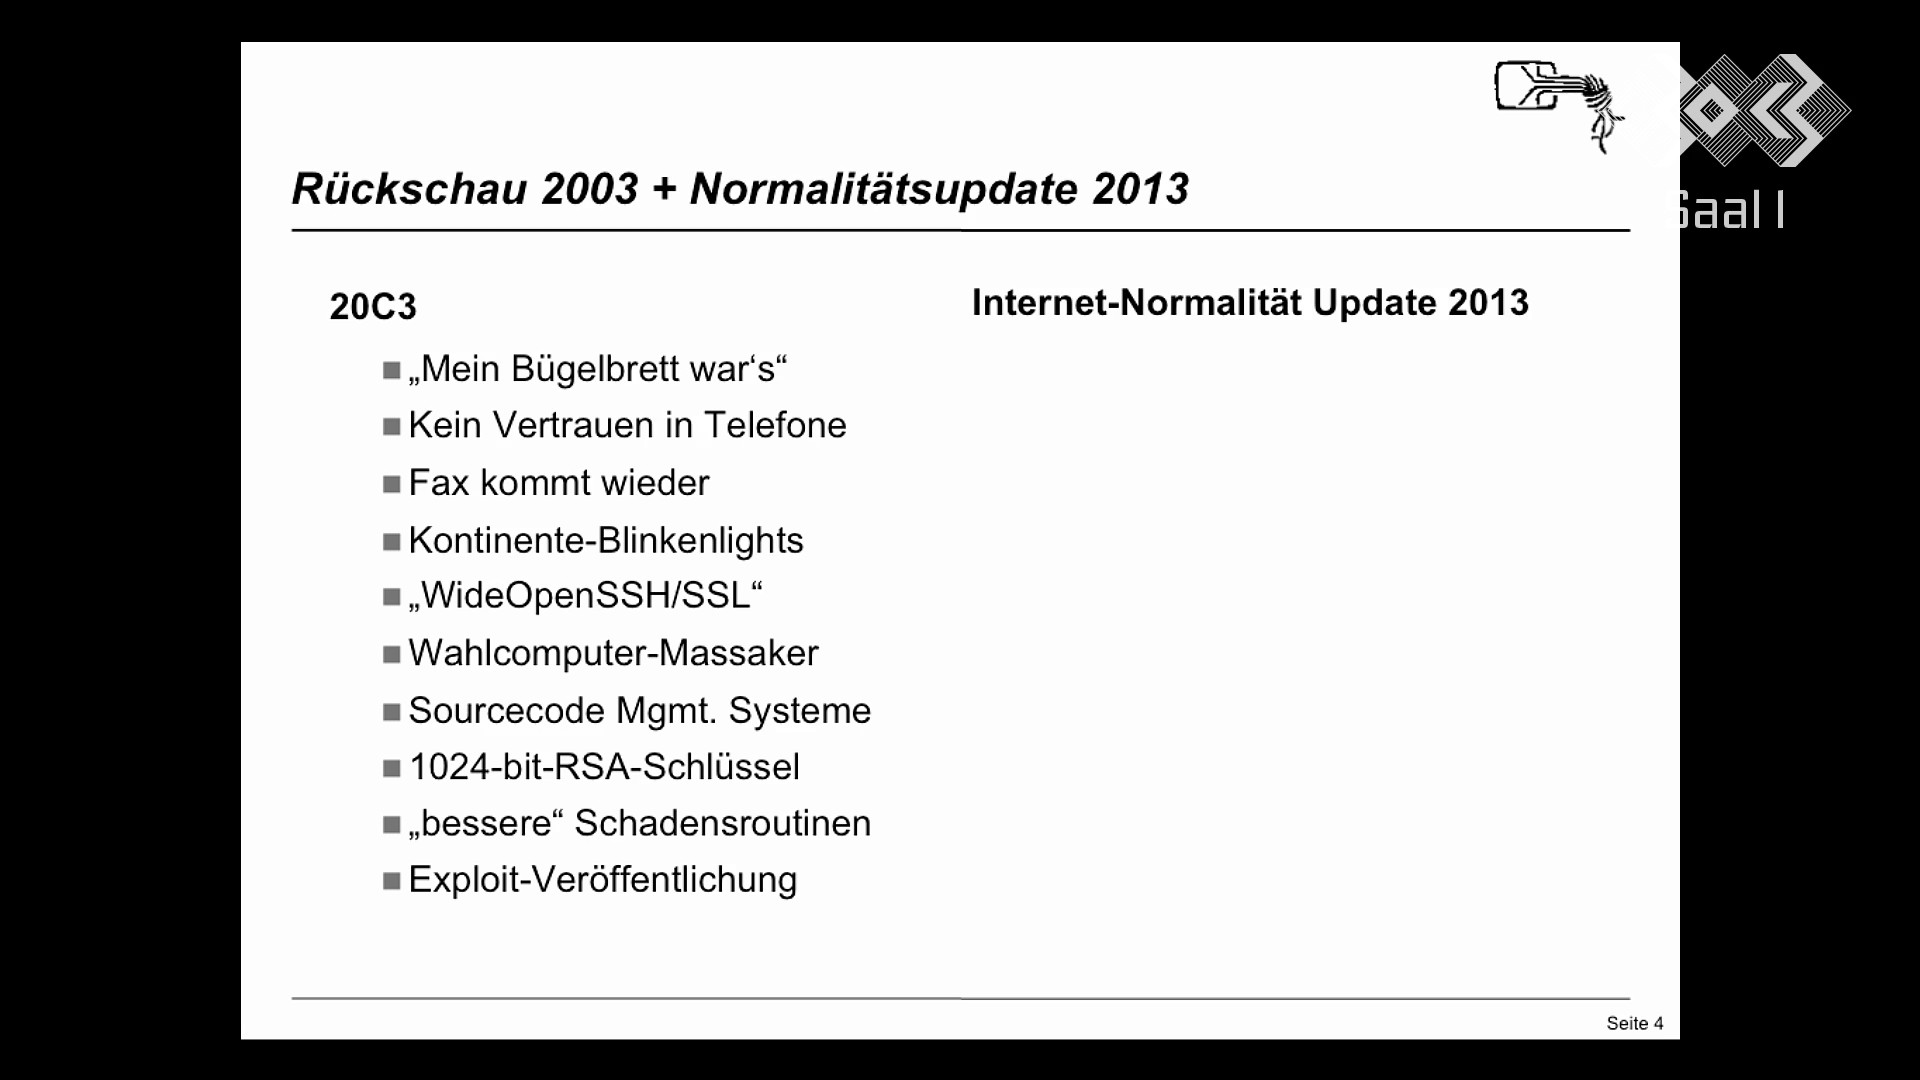 Rückschau 2003 + Normalitätsupdate 2013
20C3
„Mein Bügelbrett war‘s“
Kein Vertrauen in Telefone
Fax kommt wieder
Kontinente-Blinkenlights
„WideOpenSSH/SSL“
Wahlcomputer-Massaker
Sourcecode Mgmt. Systeme
1024-bit-RSA-Schlüssel
„bessere“ Schadensroutinen
Exploit-Veröffentlichung
Internet-Normalität Update 2013
Saal 1
Seite 4